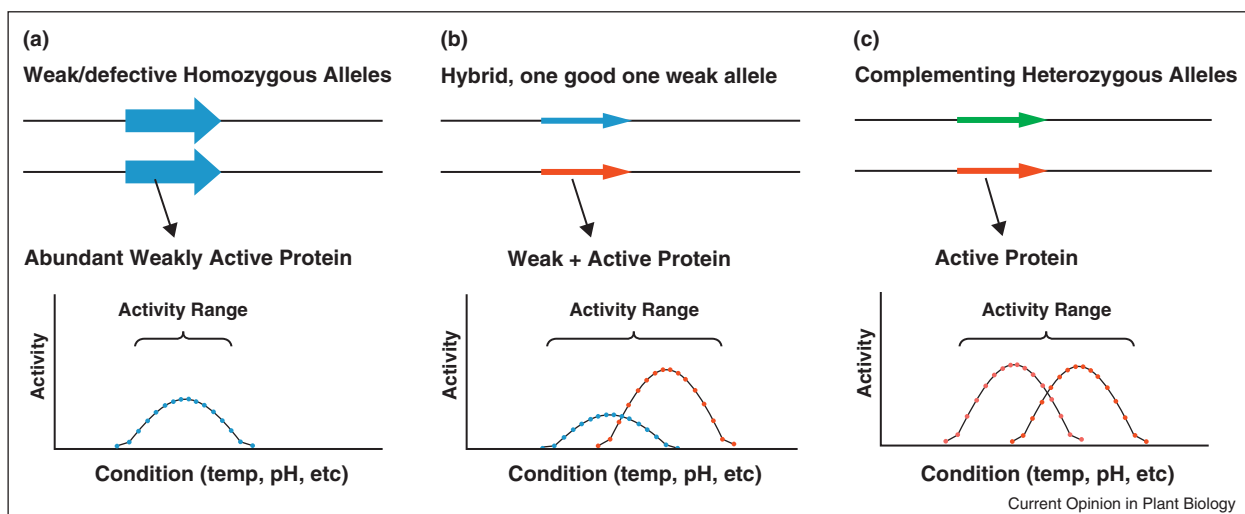 (a)
Weak/defective Homozygous Alleles
Abundant Weakly Active Protein
Activity Range
Activity
Condition (temp, pH, etc)
(b)
Hybrid, one good one weak allele
Weak + Active Protein
Activity Range
Activity
Condition (temp, pH, etc)
(c)
Complementing Heterozygous Alleles
Active Protein
Activity Range
Activity
Condition (temp, pH, etc)
Current Opinion in Plant Biology